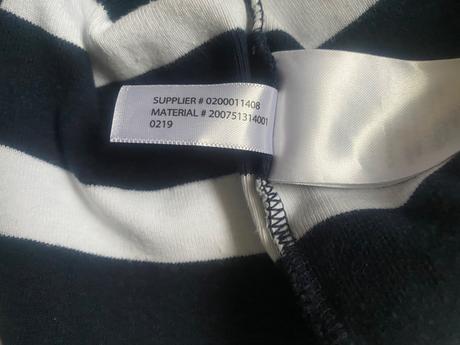 SUPPLIER # 0200011408
MATERIAL # 200751314001
0219